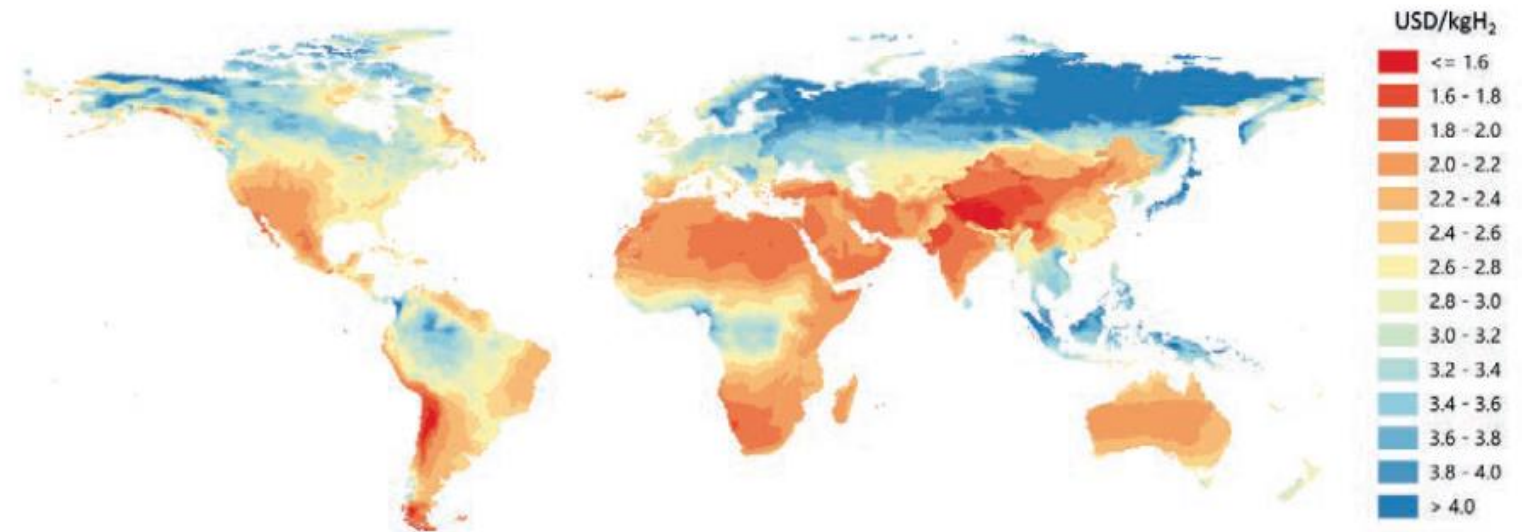 USD/kgH₂
<= 1.6
1.6 - 1.8
1.8 - 2.0
2.0 - 2.2
2.2 - 2.4
2.4 - 2.6
2.6 - 2.8
2.8 - 3.0
3.0 - 3.2
3.2 - 3.4
3.4 - 3.6
3.6 - 3.8
3.8 - 4.0
> 4.0